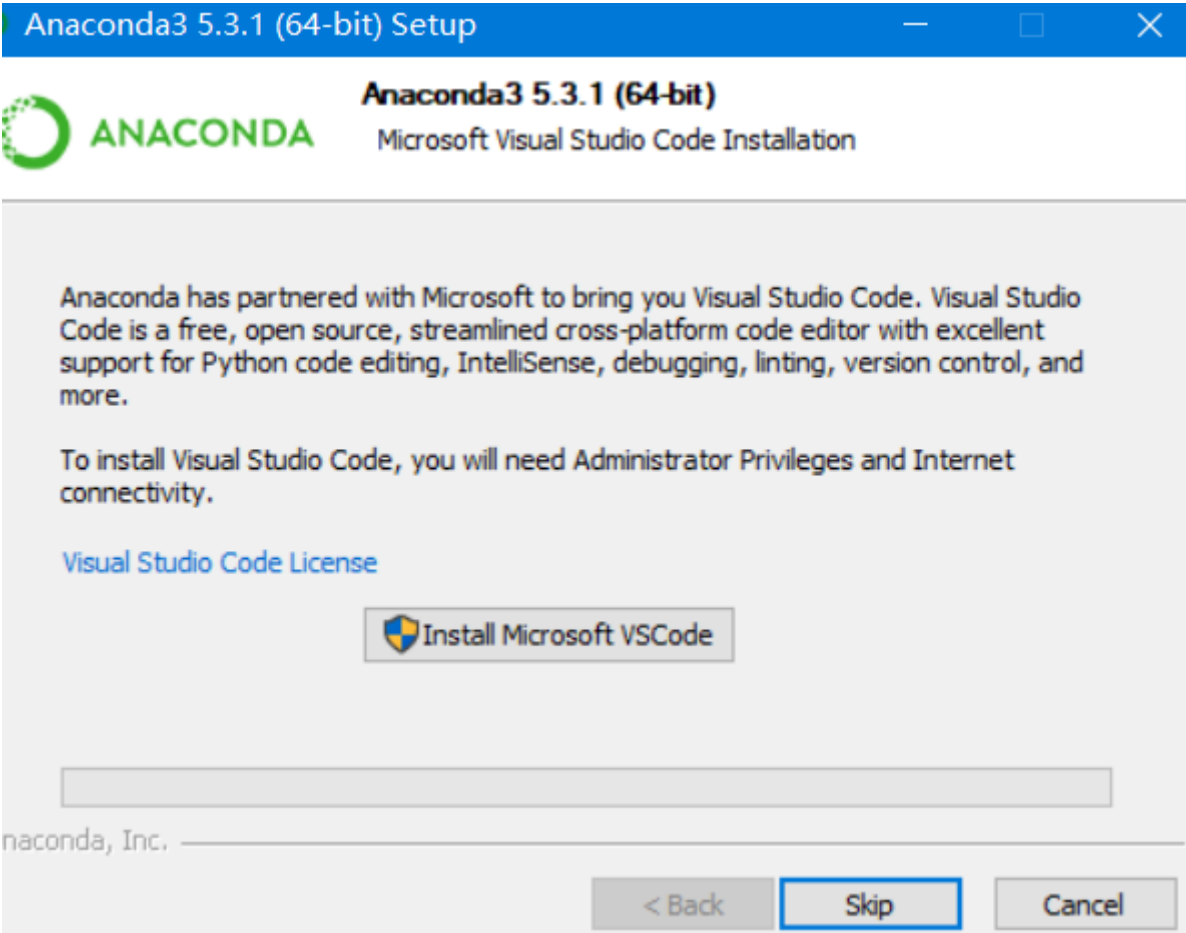 Anaconda3 5.3.1 (64-bit) Setup
Anaconda3 5.3.1 (64-bit)
ANACONDA
Microsoft Visual Studio Code Installation
Anaconda has partnered with Microsoft to bring you Visual Studio Code. Visual Studio
Code is a free, open source, streamlined cross-platform code editor with excellent
support for Python code editing, IntelliSense, debugging, linting, version control, and
more.
To install Visual Studio Code, you will need Administrator Privileges and Internet
connectivity.
Visual Studio Code License
Install Microsoft VSCode
naconda, Inc.
< Back
Skip
Cancel